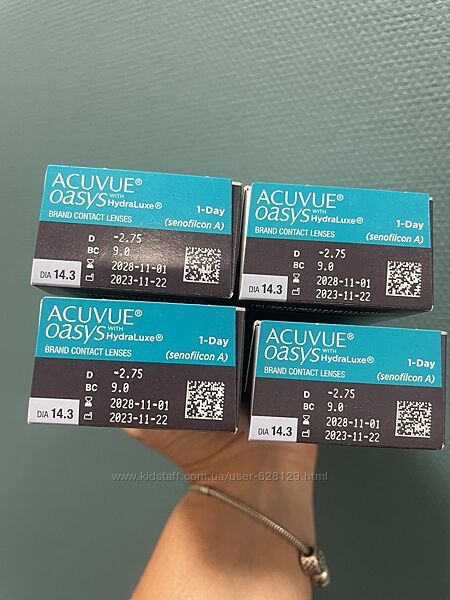 ACUVUE®
oasys WITH HydraLuxe® 1-Day
BRAND CONTACT LENSES (senofilcon A)
D -2.75
BC 9.0
2028-11-01
2023-11-22
DIA 14.3
ACUVUE®
oasys WITH HydraLuxe® 1-Day
BRAND CONTACT LENSES (senofilcon A)
D -2.75
BC 9.0
2028-11-01
2023-11-22
DIA 14.3
ACUVUE®
oasys WITH HydraLuxe® 1-Day
BRAND CONTACT LENSES (senofilcon A)
D -2.75
BC 9.0
2028-11-01
2023-11-22
DIA 14.3
ACUVUE®
oasys WITH HydraLuxe® 1-Day
BRAND CONTACT LENSES (senofilcon A)
D -2.75
BC 9.0
2028-11-01
2023-11-22
DIA 14.3
www.kidstaff.com.ua/user-628129.html